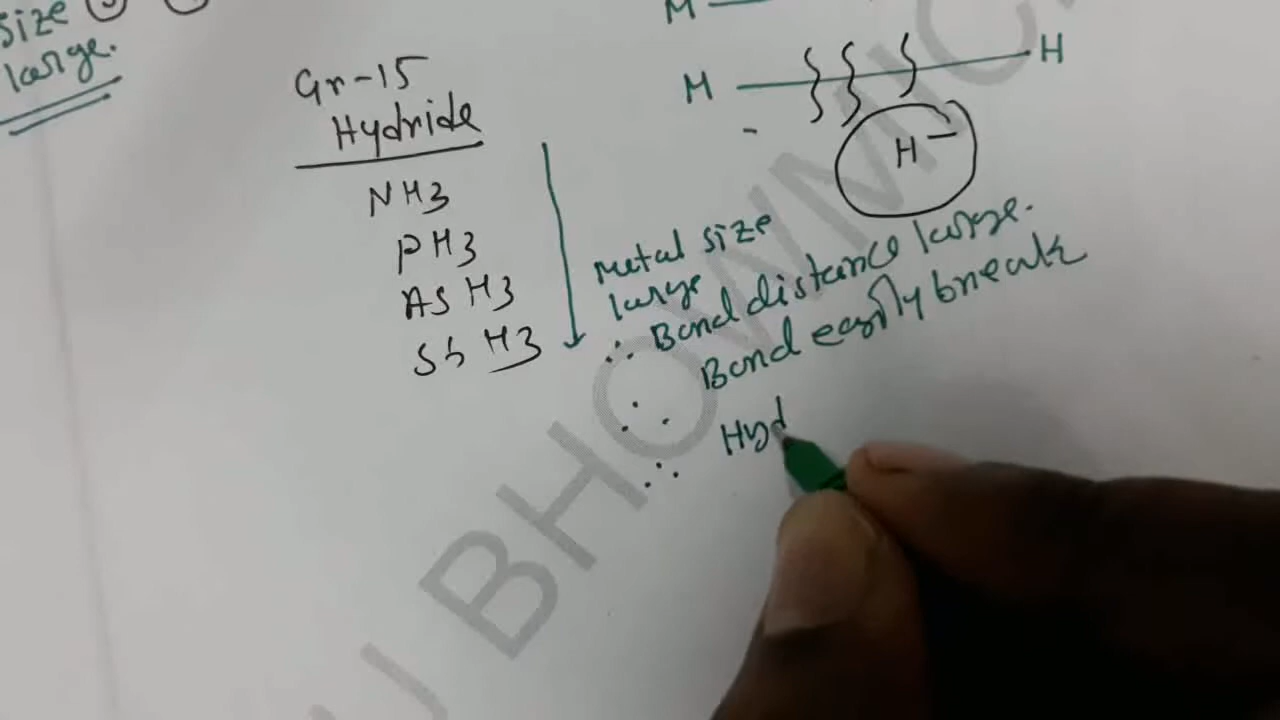 size
large.
Gr-15
Hydride
NH3
PH3
AsH3
SbH3
M
M H
H-
Metal size
large
∴ Bond distance large.
∴ Bond easily break
∴ Hyd
BHOWMIC